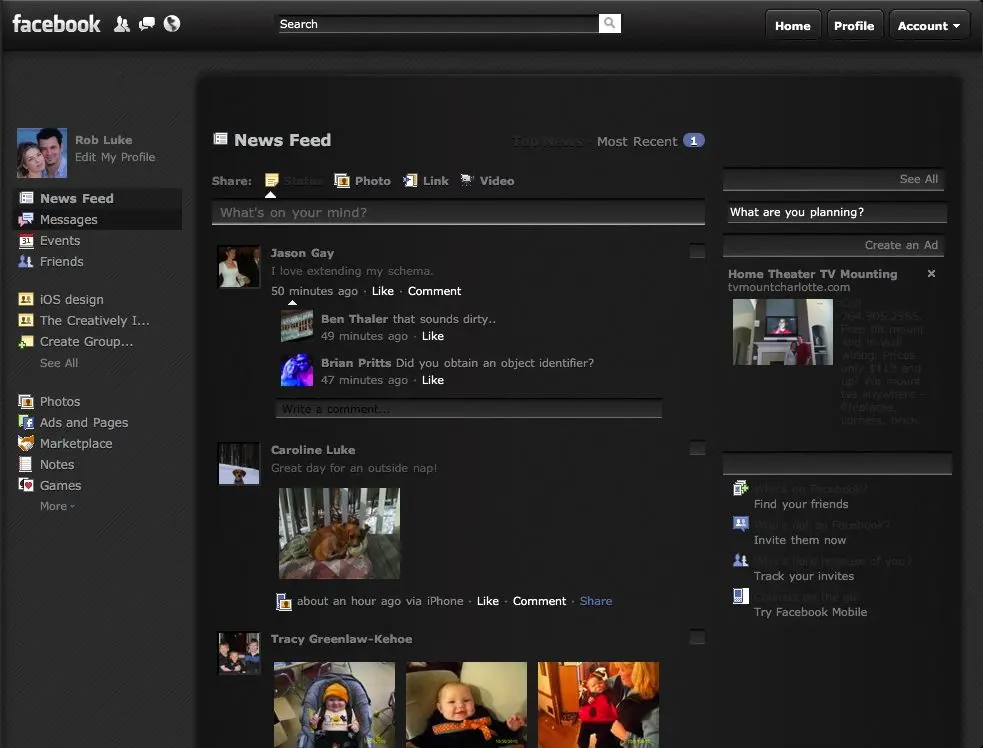 facebook
Search
Home
Profile
Account
Rob Luke
Edit My Profile
News Feed
Messages
31
Events
Friends
iOS design
The Creatively I...
Create Group...
See All
Photos
Ads and Pages
Marketplace
Notes
Games
More
News Feed
Top News · Most Recent 1
Share: Status Photo Link Video
What's on your mind?
Jason Gay
I love extending my schema.
50 minutes ago · Like · Comment
Ben Thaler that sounds dirty..
49 minutes ago · Like
Brian Pritts Did you obtain an object identifier?
47 minutes ago · Like
Write a comment...
Caroline Luke
Great day for an outside nap!
about an hour ago via iPhone · Like · Comment · Share
Tracy Greenlaw-Kehoe
See All
What are you planning?
Create an Ad
Home Theater TV Mounting
tvmountcharlotte.com
Call
704.905.2965.
Free tilt mount
and in-wall
wiring. Prices
only $119 and
up! We mount
tvs anywhere -
fireplaces,
corners, brick.
Who's on Facebook?
Find your friends
Who's not on Facebook?
Invite them now
Who's here because of you?
Track your invites
Connect on the go
Try Facebook Mobile